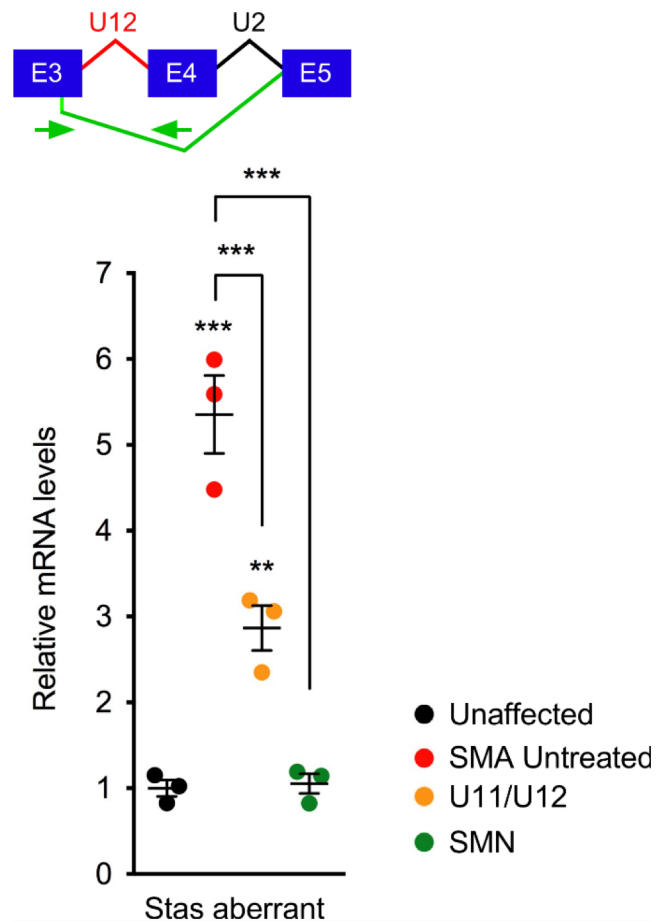 U12 U2
E3 E4 E5
***
***
***
**
7
6
5
4
3
2
1
0
Relative mRNA levels
Unaffected
SMA Untreated
U11/U12
SMN
Stas aberrant